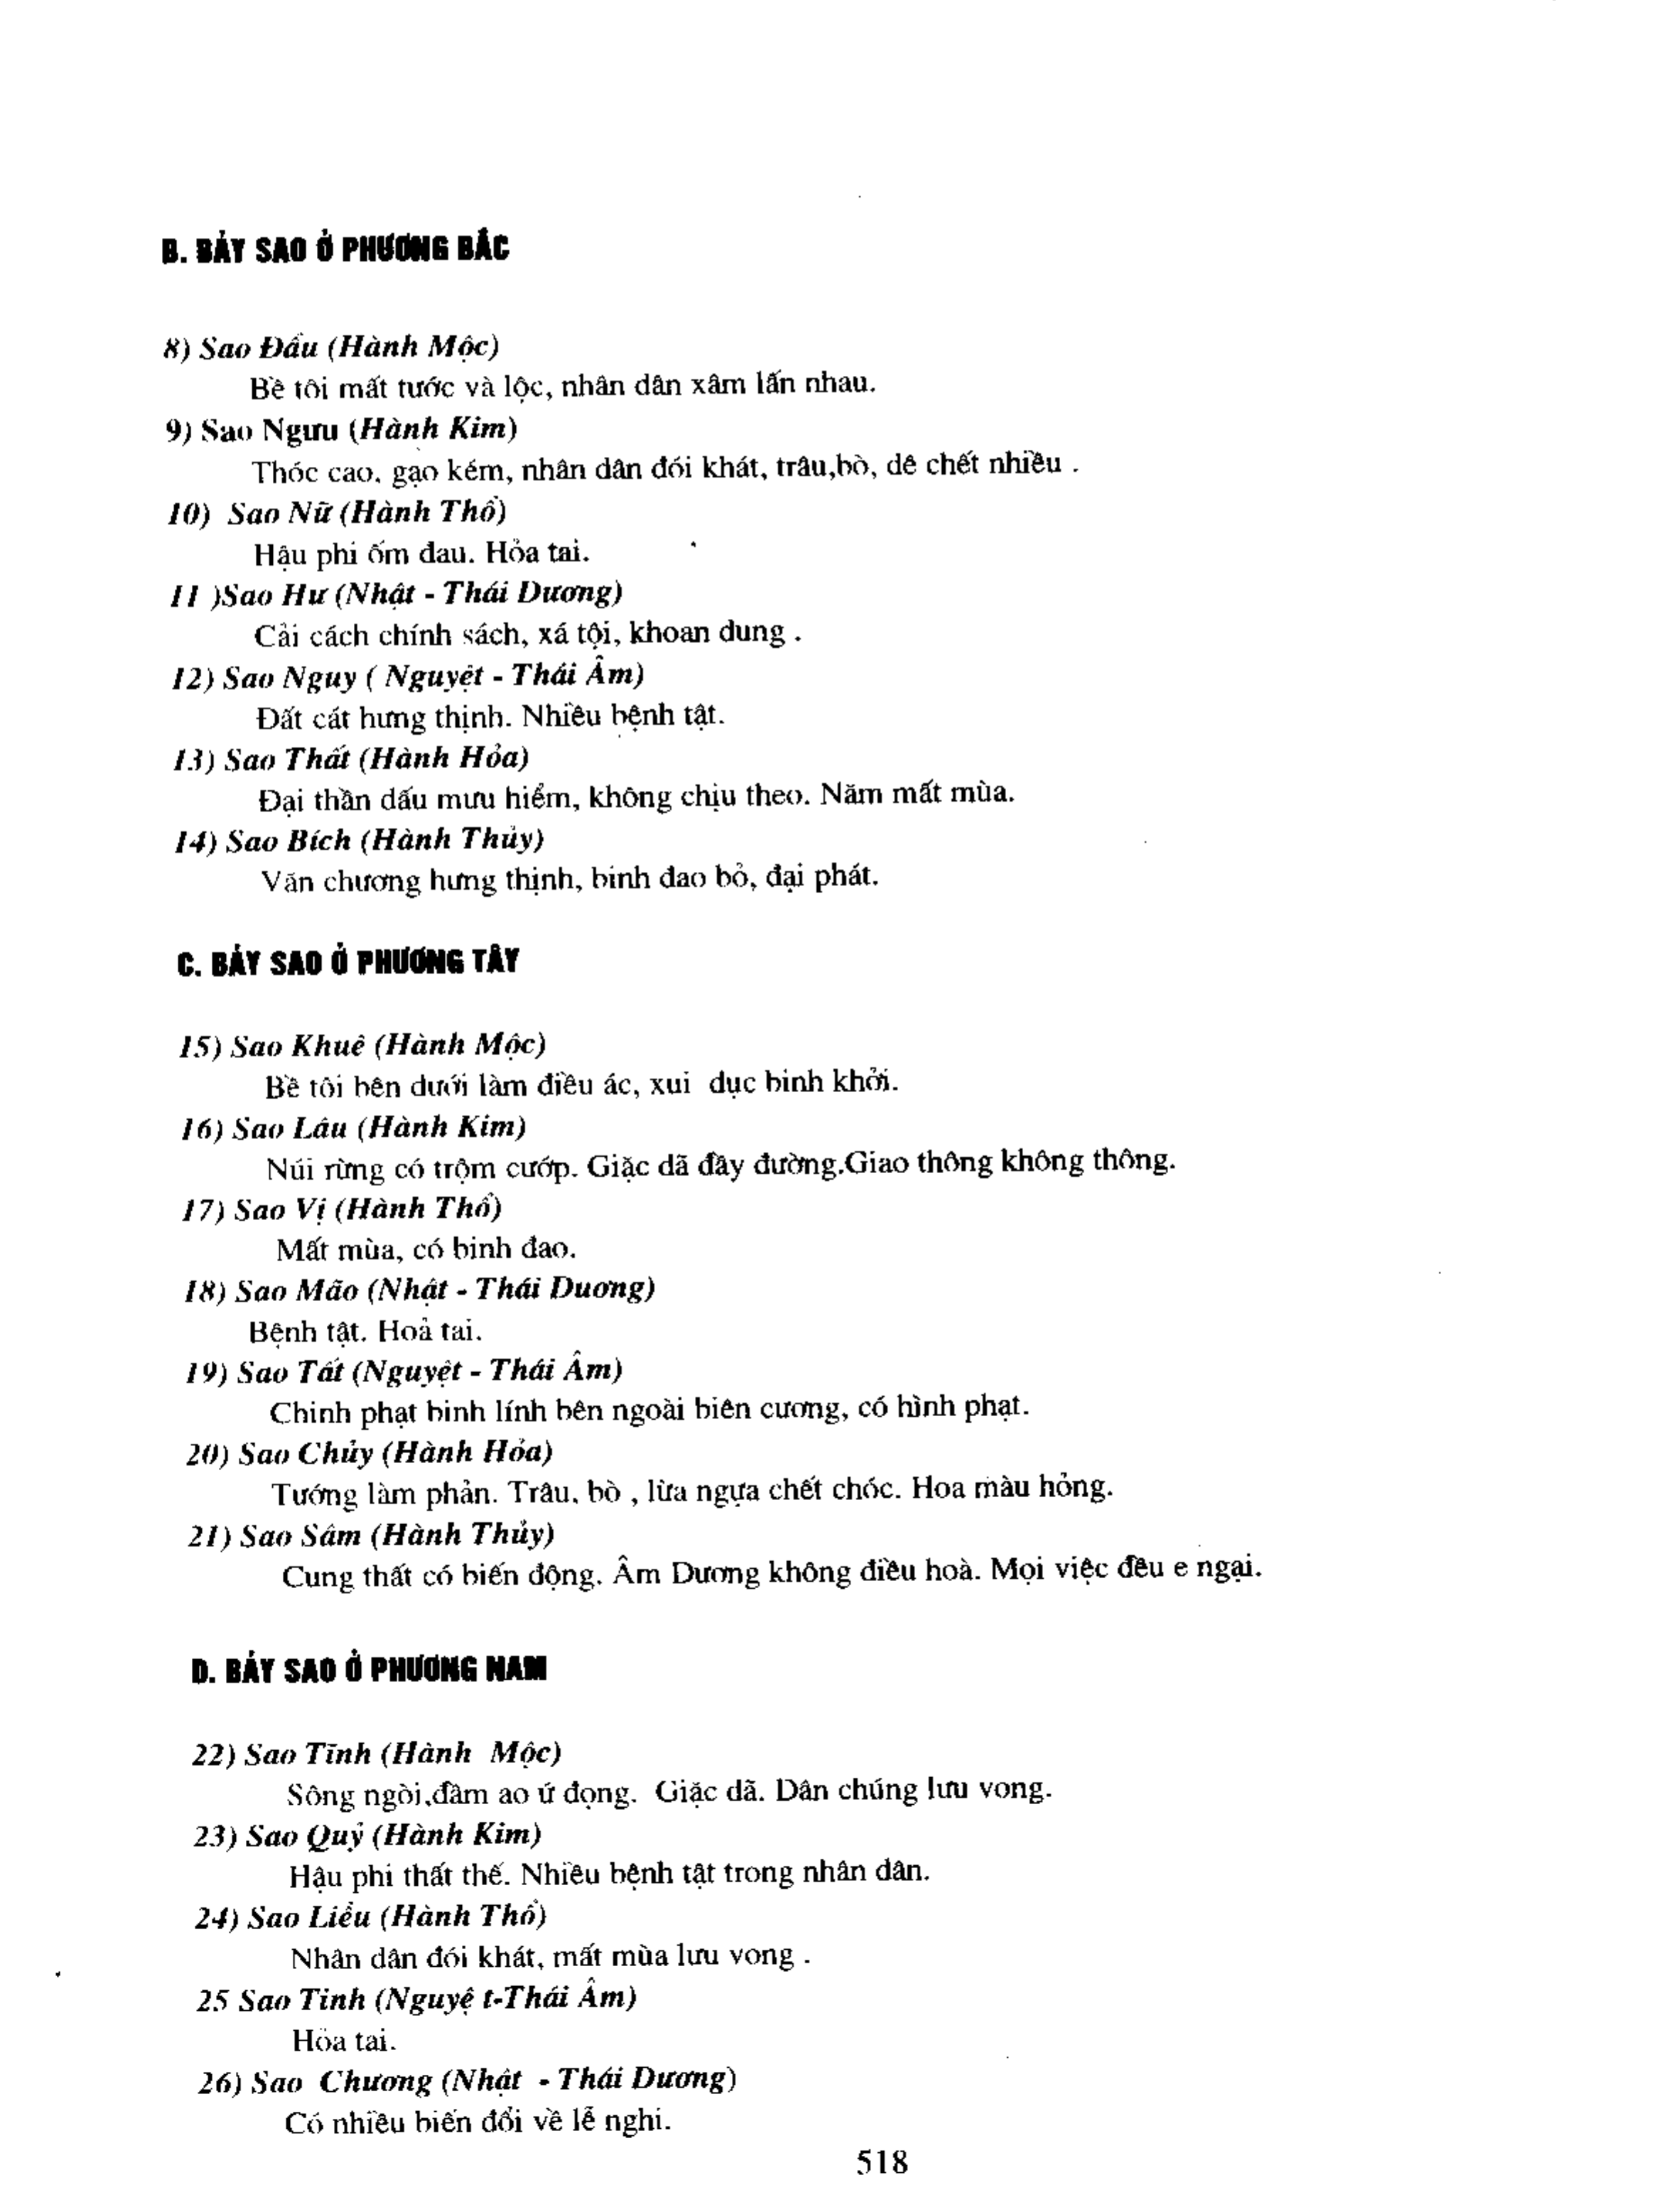 B. BẢY SAO Ở PHƯƠNG BẮC
8) Sao Đẩu (Hành Mộc)
Bề tôi mất tước và lộc, nhân dân xâm lấn nhau.
9) Sao Ngưu (Hành Kim)
Thóc cao, gạo kém, nhân dân đói khát, trâu,bò, dê chết nhiều .
10) Sao Nữ (Hành Thổ)
Hậu phi ốm đau. Hỏa tai.
11 )Sao Hư (Nhật - Thái Dương)
Cải cách chính sách, xá tội, khoan dung .
12) Sao Nguy ( Nguyệt - Thái Âm)
Đất cát hưng thịnh. Nhiều bệnh tật.
13) Sao Thất (Hành Hỏa)
Đại thần dấu mưu hiểm, không chịu theo. Năm mất mùa.
14) Sao Bích (Hành Thủy)
Văn chương hưng thịnh, binh đao bỏ, đại phát.
C. BẢY SAO Ở PHƯƠNG TÂY
15) Sao Khuê (Hành Mộc)
Bề tôi bên dưới làm điều ác, xui dục binh khởi.
16) Sao Lâu (Hành Kim)
Núi rừng có trộm cướp. Giặc dã đầy đường.Giao thông không thông.
17) Sao Vị (Hành Thổ)
Mất mùa, có binh đao.
18) Sao Mão (Nhật - Thái Dương)
Bệnh tật. Hoả tai.
19) Sao Tất (Nguyệt - Thái Âm)
Chinh phạt binh lính bên ngoài biên cương, có hình phạt.
20) Sao Chủy (Hành Hỏa)
Tướng làm phản. Trâu, bò , lừa ngựa chết chóc. Hoa màu hỏng.
21) Sao Sâm (Hành Thủy)
Cung thất có biến động. Âm Dương không điều hoà. Mọi việc đều e ngại.
D. BẢY SAO Ở PHƯƠNG NAM
22) Sao Tĩnh (Hành Mộc)
Sông ngòi,đầm ao ứ đọng. Giặc dã. Dân chúng lưu vong.
23) Sao Quỷ (Hành Kim)
Hậu phi thất thế. Nhiều bệnh tật trong nhân dân.
24) Sao Liễu (Hành Thổ)
Nhân dân đói khát, mất mùa lưu vong .
25 Sao Tinh (Nguyệ t-Thái Âm)
Hỏa tai.
26) Sao Chương (Nhật - Thái Dương)
Có nhiều biến đổi về lễ nghi.
518